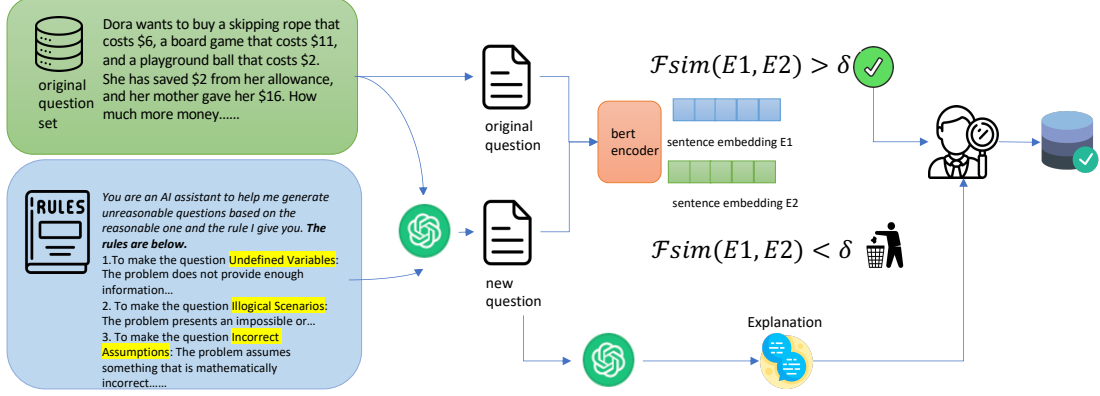 original
question
set
Dora wants to buy a skipping rope that
costs $6, a board game that costs $11,
and a playground ball that costs $2.
She has saved $2 from her allowance,
and her mother gave her $16. How
much more money......
RULES
You are an AI assistant to help me generate
unreasonable questions based on the
reasonable one and the rule I give you. The
rules are below.
1.To make the question Undefined Variables:
The problem does not provide enough
information...
2. To make the question Illogical Scenarios:
The problem presents an impossible or...
3. To make the question Incorrect
Assumptions: The problem assumes
something that is mathematically
incorrect......
original
question
new
question
bert
encoder
ℱsim(E1, E2) > δ
sentence embedding E1
sentence embedding E2
ℱsim(E1, E2) < δ
Explanation